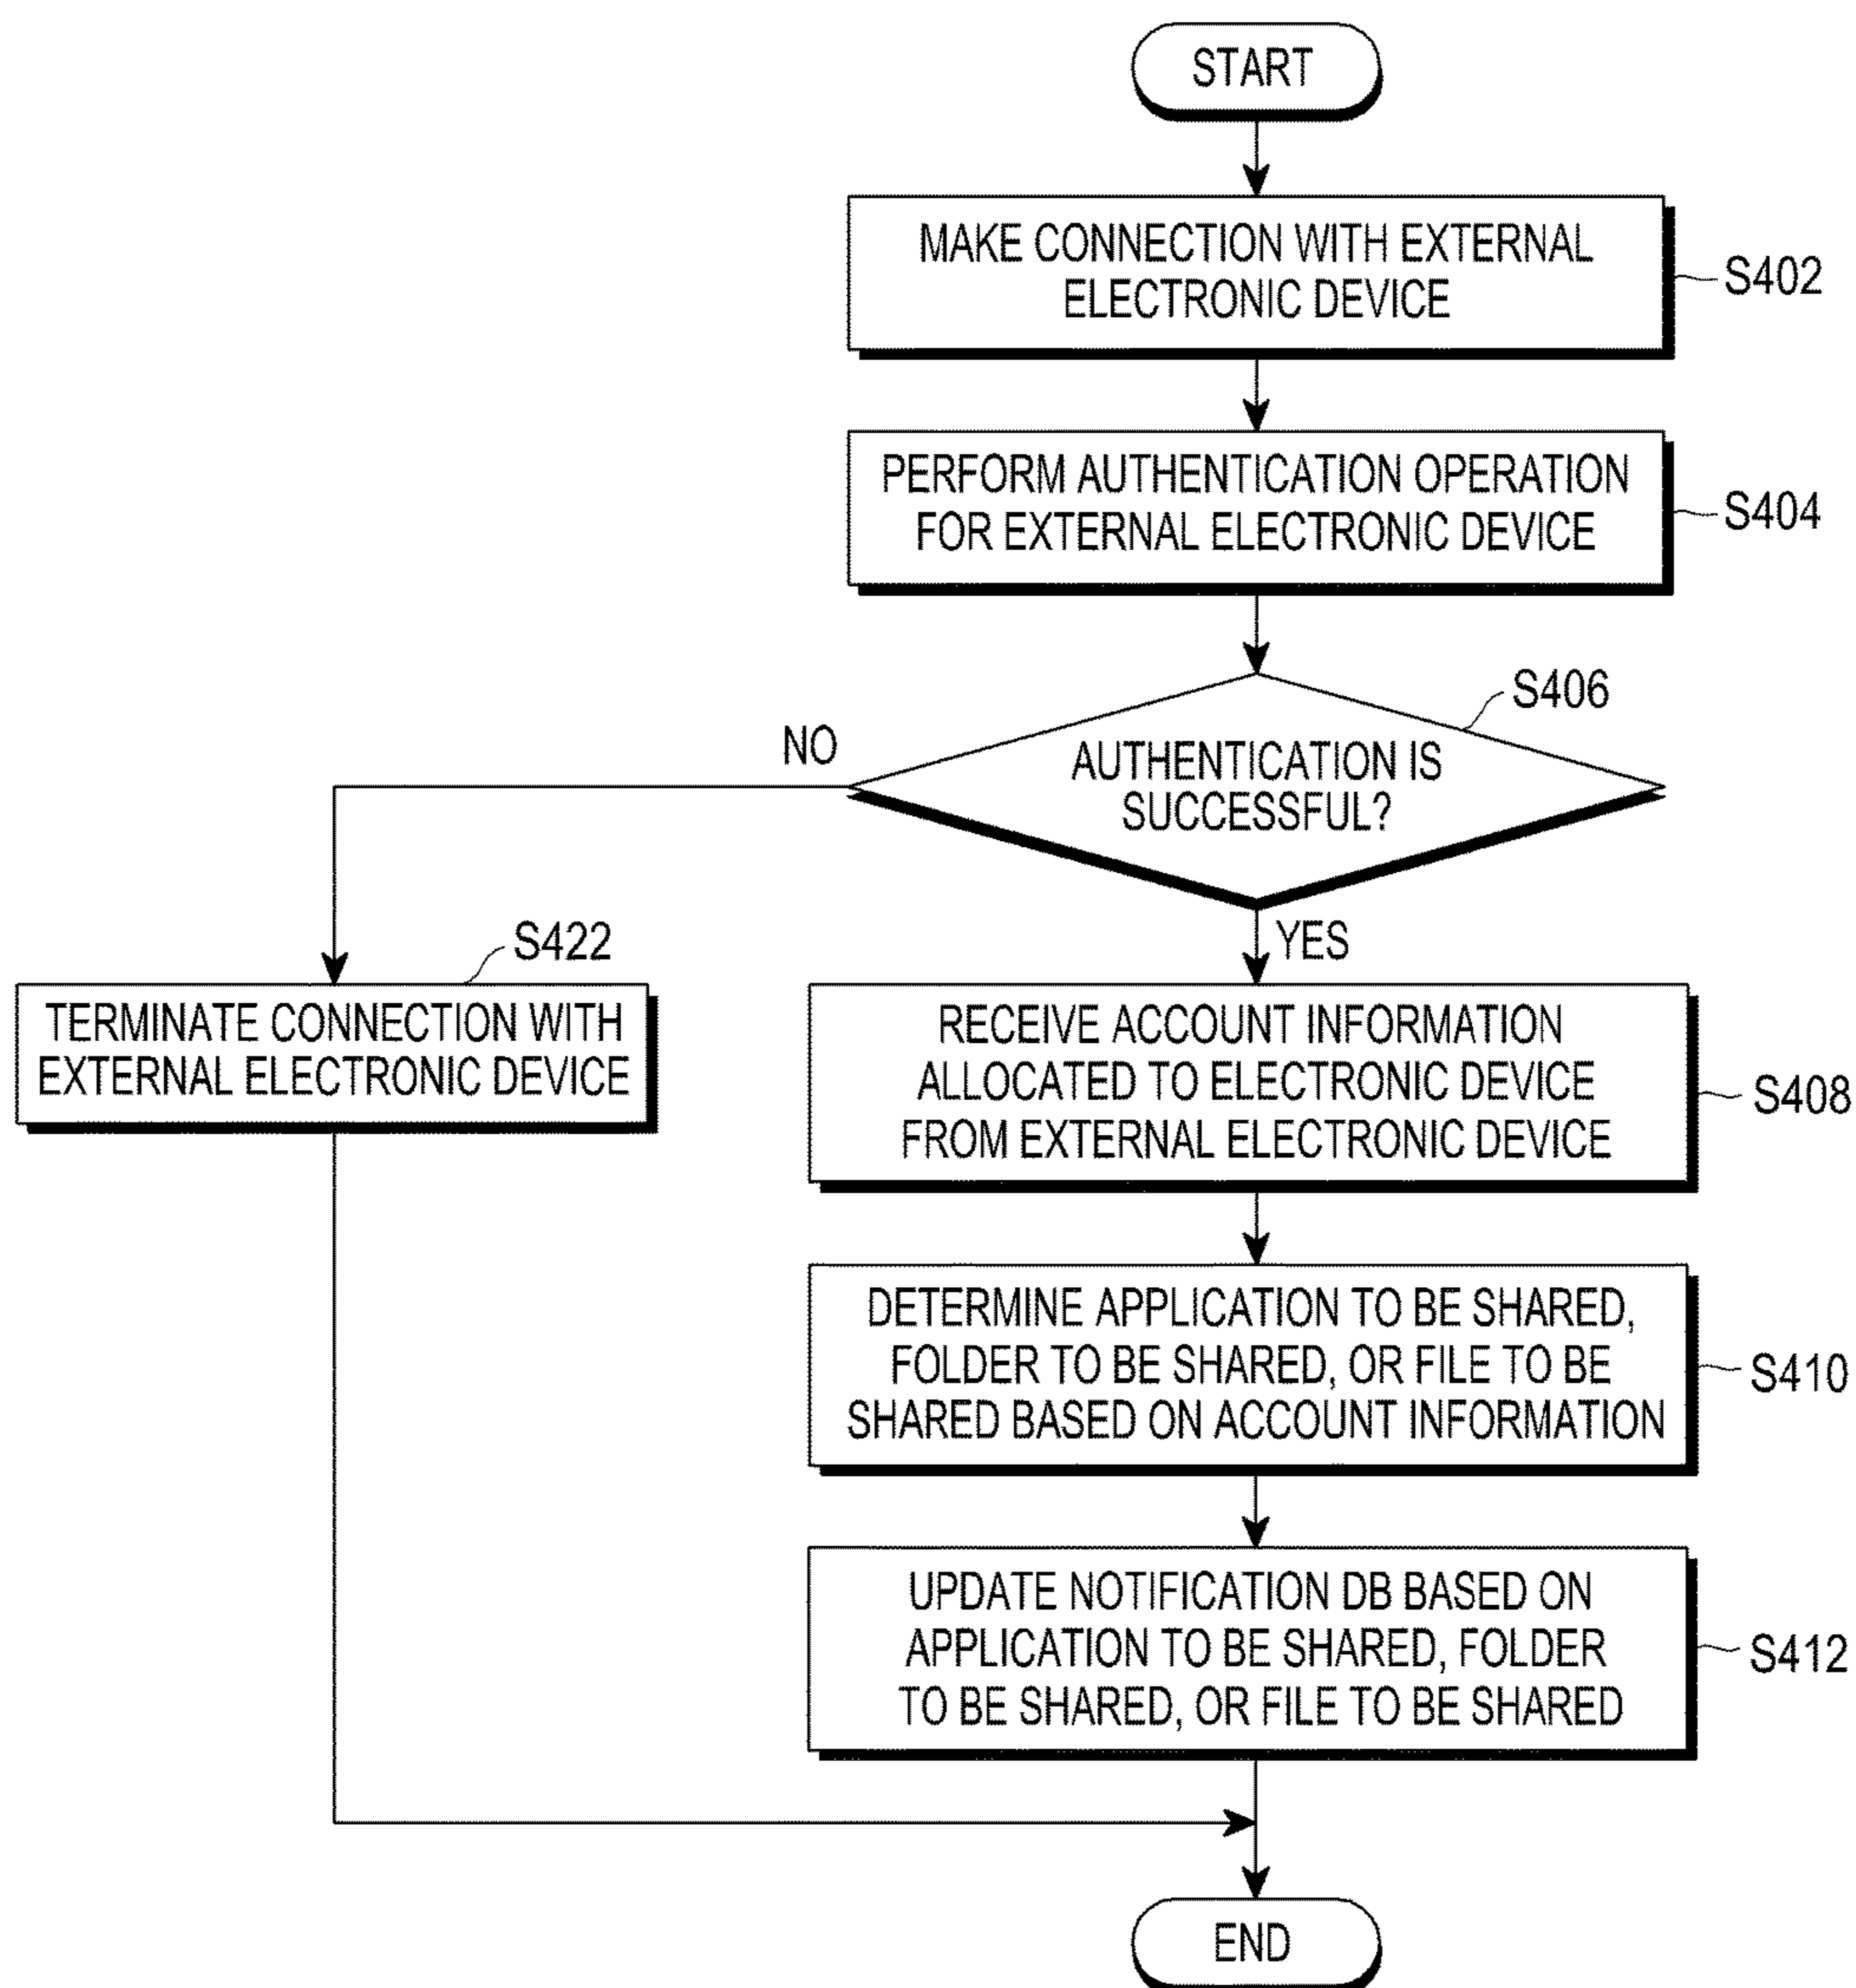 START
MAKE CONNECTION WITH EXTERNAL
ELECTRONIC DEVICE
S402
PERFORM AUTHENTICATION OPERATION
FOR EXTERNAL ELECTRONIC DEVICE
S404
S406
AUTHENTICATION IS
SUCCESSFUL?
NO
YES
S422
TERMINATE CONNECTION WITH
EXTERNAL ELECTRONIC DEVICE
RECEIVE ACCOUNT INFORMATION
ALLOCATED TO ELECTRONIC DEVICE
FROM EXTERNAL ELECTRONIC DEVICE
S408
DETERMINE APPLICATION TO BE SHARED,
FOLDER TO BE SHARED, OR FILE TO BE
SHARED BASED ON ACCOUNT INFORMATION
S410
UPDATE NOTIFICATION DB BASED ON
APPLICATION TO BE SHARED, FOLDER
TO BE SHARED, OR FILE TO BE SHARED
S412
END